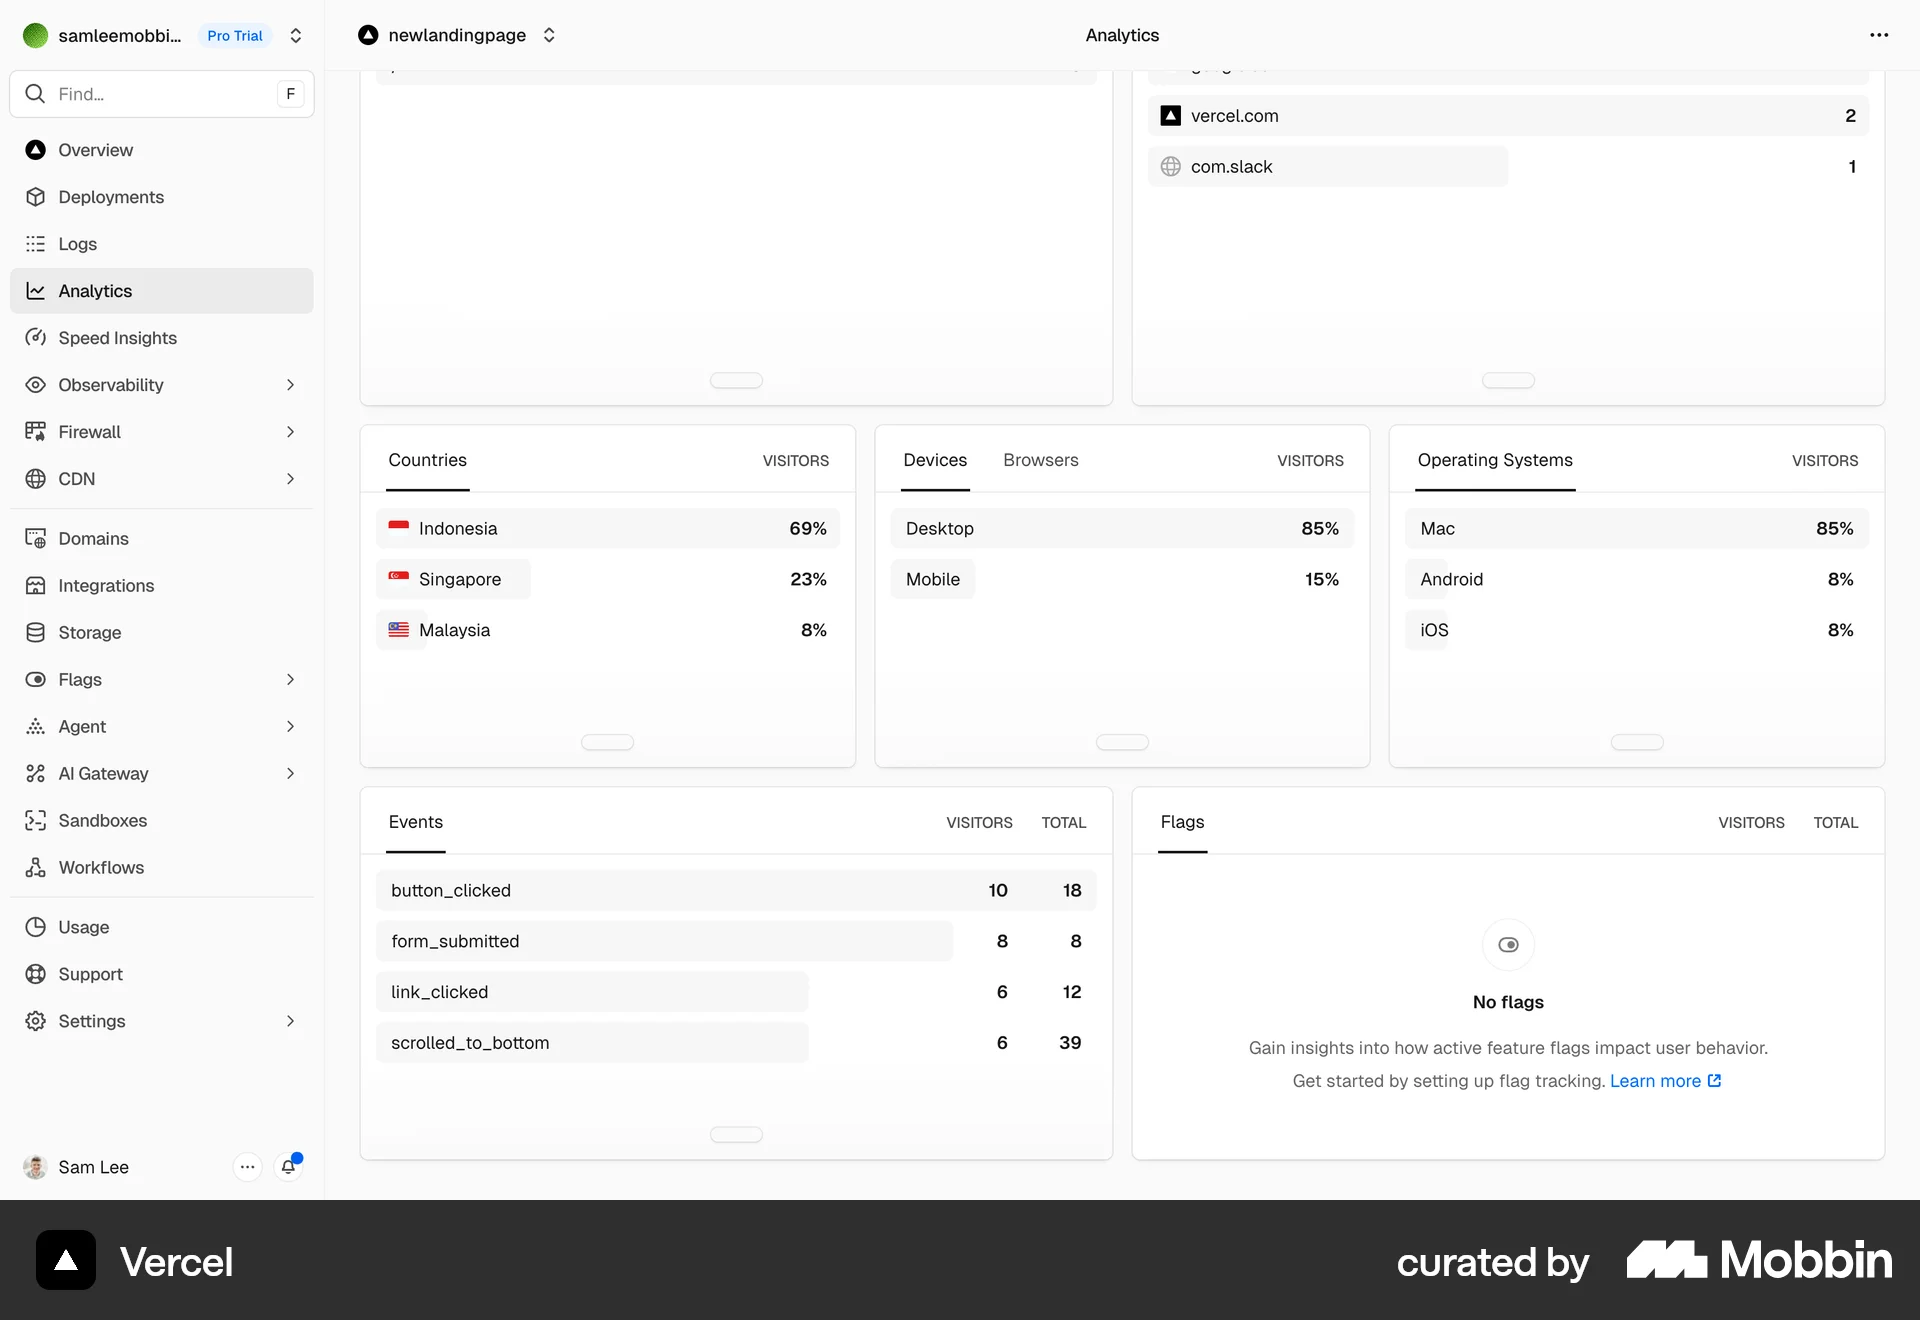 samleemobbi...
Pro Trial
newlandingpage
Analytics
Find...
F
Overview
Deployments
Logs
Analytics
Speed Insights
Observability
Firewall
CDN
Domains
Integrations
Storage
Flags
Agent
AI Gateway
Sandboxes
Workflows
Usage
Support
Settings
Sam Lee
vercel.com 2
com.slack 1
Countries VISITORS
Indonesia 69%
Singapore 23%
Malaysia 8%
Devices Browsers VISITORS
Desktop 85%
Mobile 15%
Operating Systems VISITORS
Mac 85%
Android 8%
iOS 8%
Events VISITORS TOTAL
button_clicked 10 18
form_submitted 8 8
link_clicked 6 12
scrolled_to_bottom 6 39
Flags VISITORS TOTAL
No flags
Gain insights into how active feature flags impact user behavior.
Get started by setting up flag tracking. Learn more
Vercel
curated by Mobbin